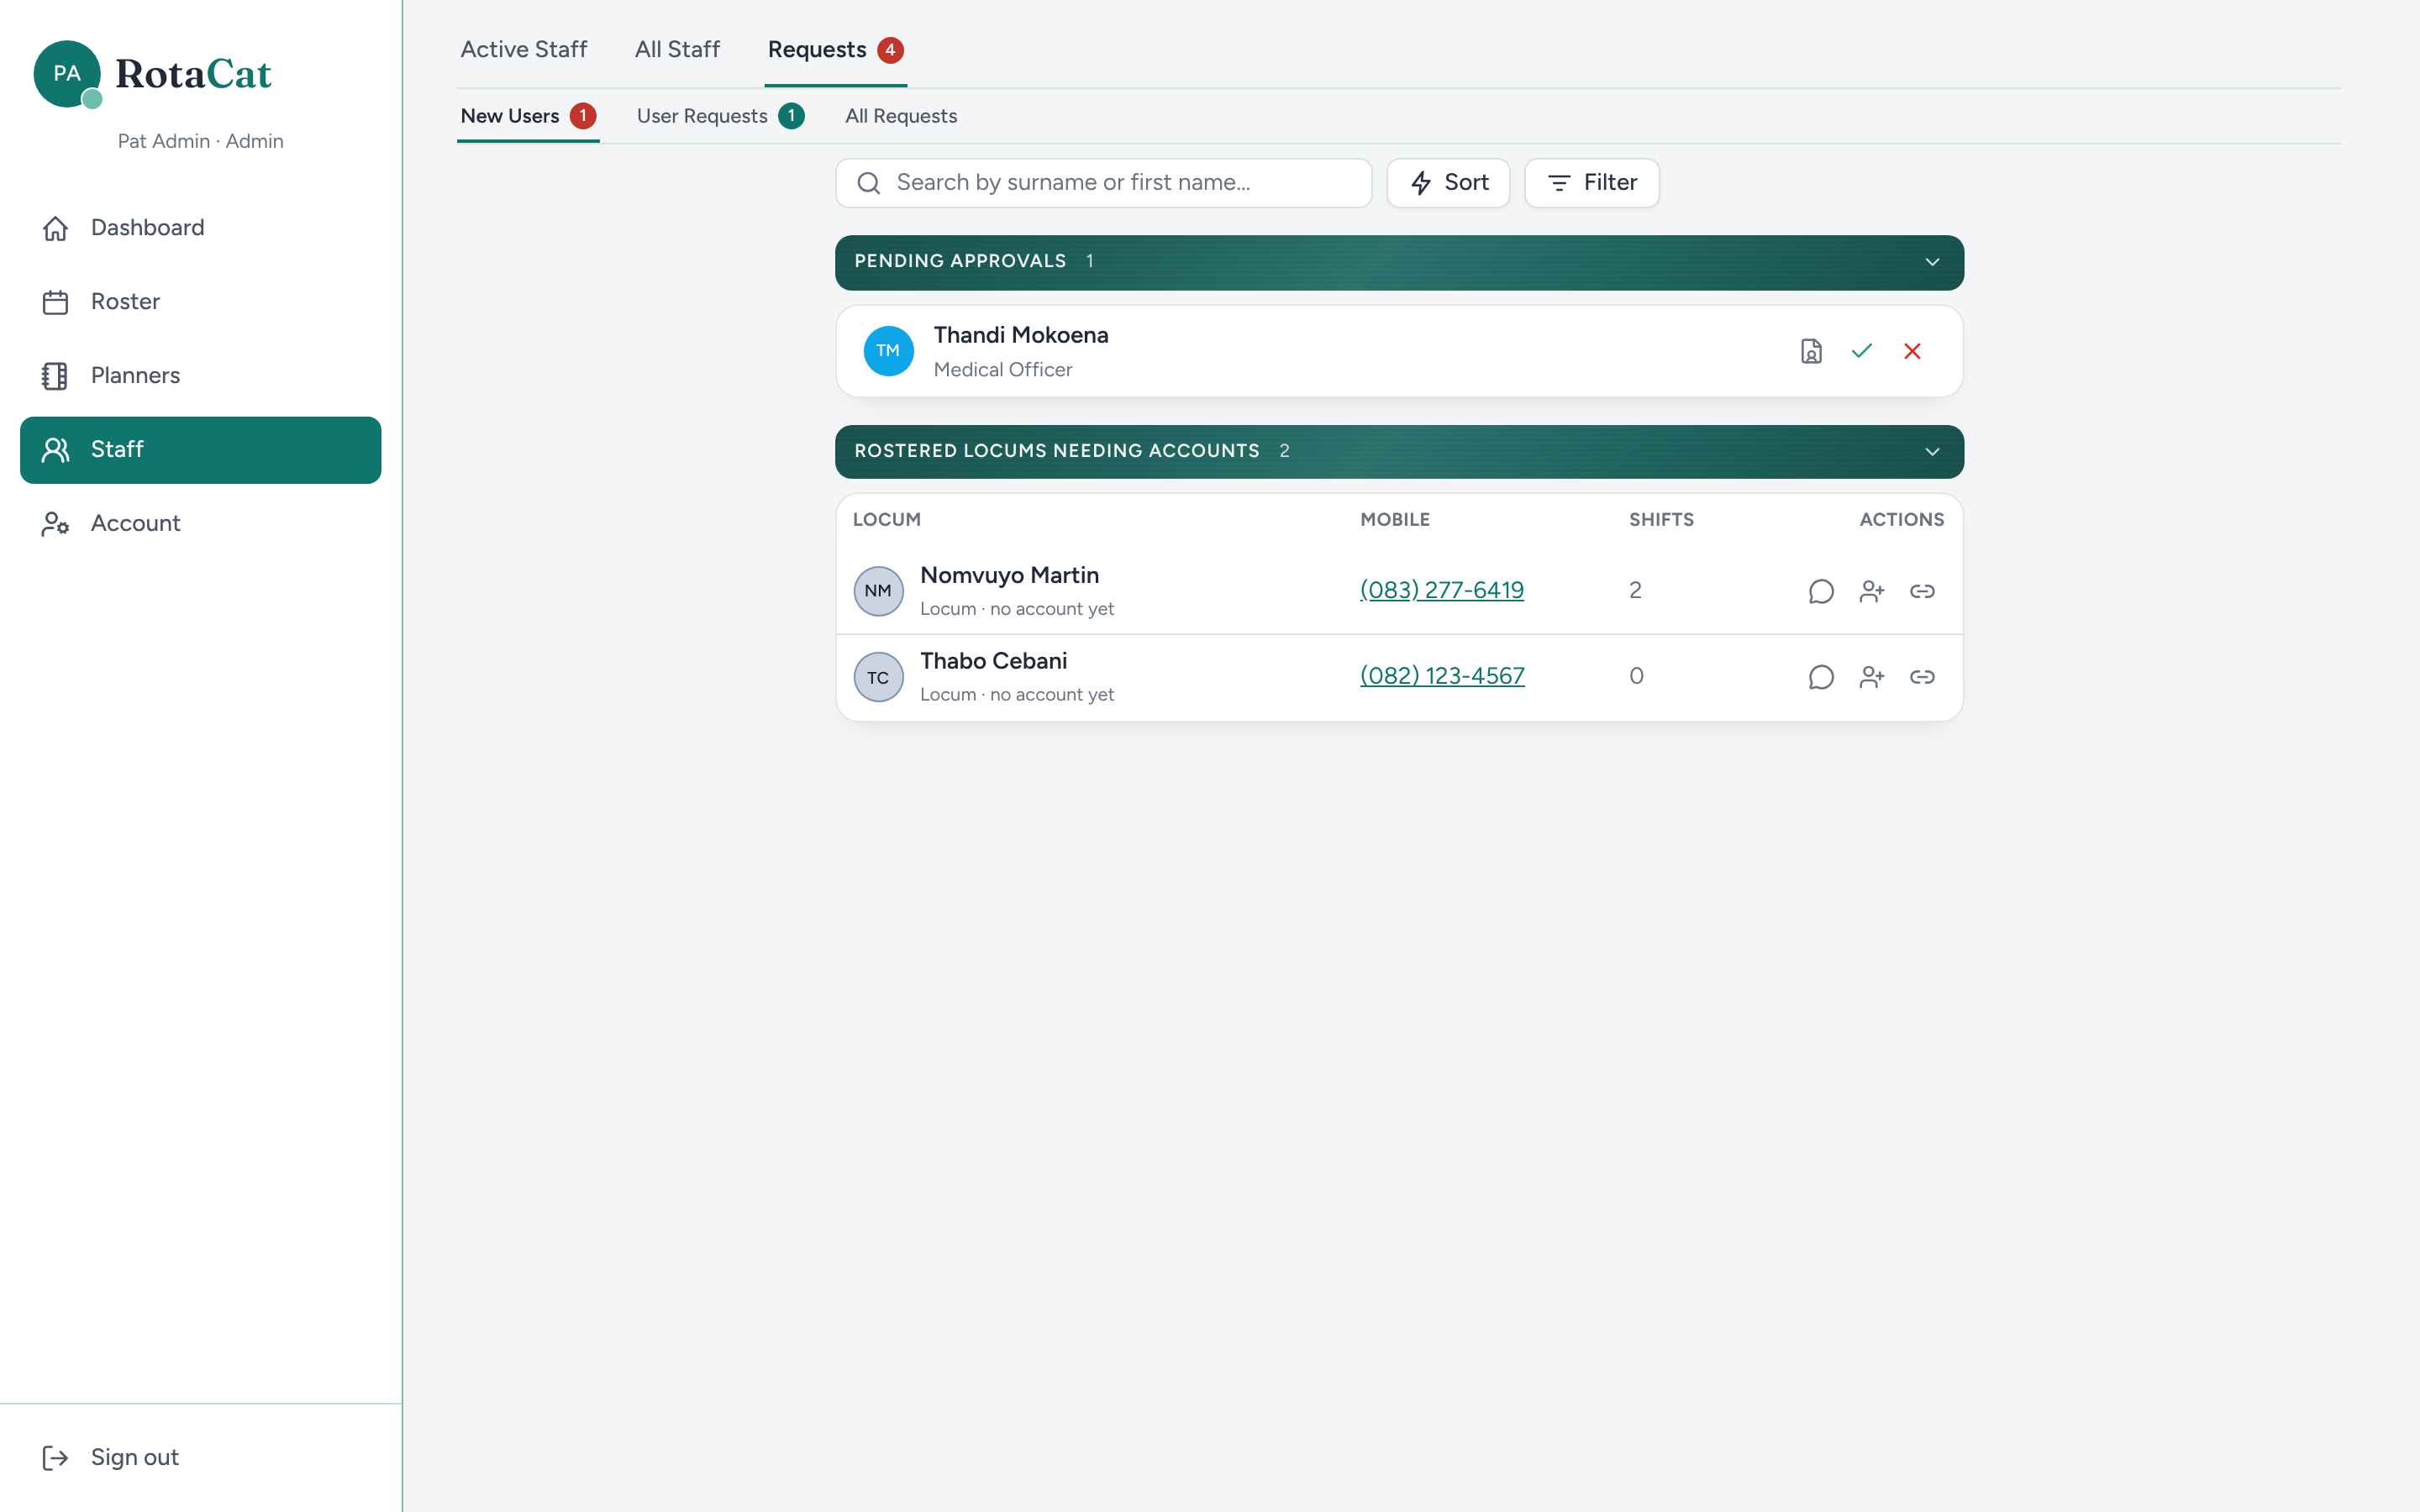 PA
RotaCat
Pat Admin · Admin
Dashboard
Roster
Planners
Staff
Account
Sign out
Active Staff All Staff Requests 4
New Users 1 User Requests 1 All Requests
Search by surname or first name... Sort Filter
PENDING APPROVALS 1
TM
Thandi Mokoena
Medical Officer
ROSTERED LOCUMS NEEDING ACCOUNTS 2
LOCUM MOBILE SHIFTS ACTIONS
NM
Nomvuyo Martin
Locum · no account yet
(083) 277-6419 2
TC
Thabo Cebani
Locum · no account yet
(082) 123-4567 0